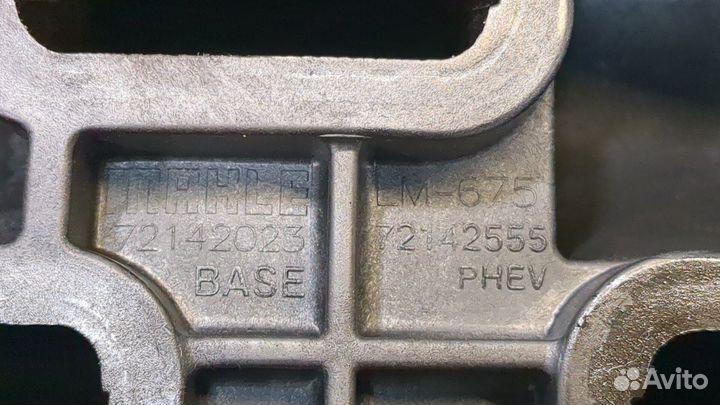 MAHLE
72142023
BASE
LM-675
72142555
PHEV
Avito